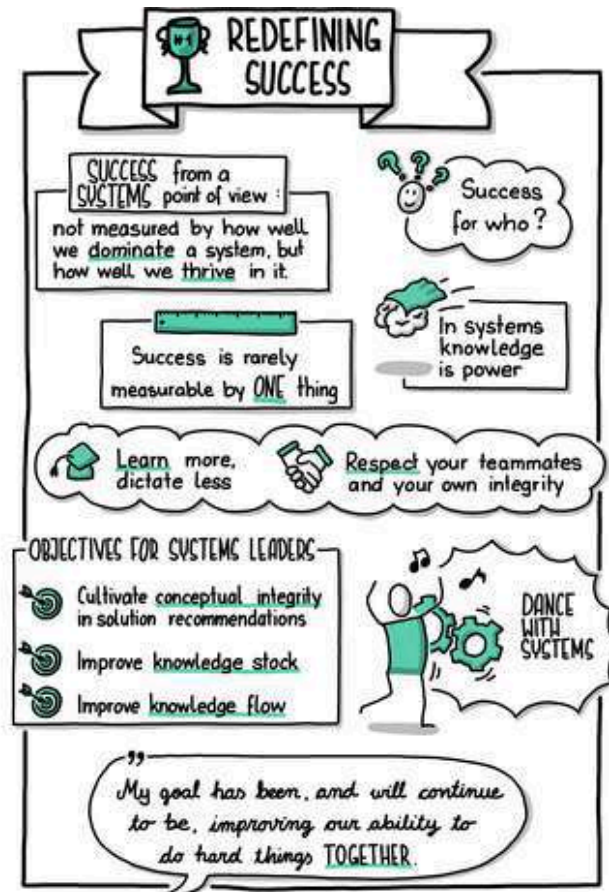 #1
REDEFINING
SUCCESS
SUCCESS from a
SYSTEMS point of view :
not measured by how well
we dominate a system, but
how well we thrive in it.
? ? ?
Success
for who?
Success is rarely
measurable by ONE thing
In systems
knowledge
is power
Learn more,
dictate less
Respect your teammates
and your own integrity
OBJECTIVES FOR SYSTEMS LEADERS
Cultivate conceptual integrity
in solution recommendations
Improve knowledge stock
Improve knowledge flow
DANCE
WITH
SYSTEMS
"My goal has been, and will continue
to be, improving our ability to
do hard things TOGETHER.